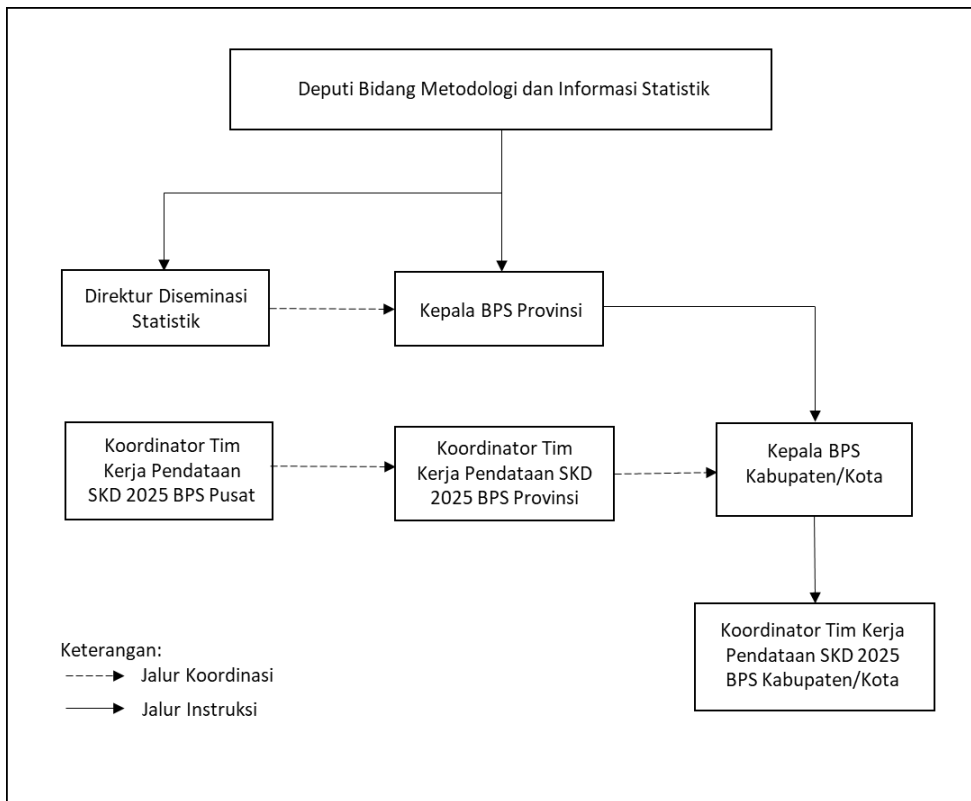 Deputi Bidang Metodologi dan Informasi Statistik
Direktur Diseminasi
Statistik
Kepala BPS Provinsi
Koordinator Tim
Kerja Pendataan
SKD 2025 BPS Pusat
Koordinator Tim
Kerja Pendataan SKD
2025 BPS Provinsi
Kepala BPS
Kabupaten/Kota
Koordinator Tim Kerja
Pendataan SKD 2025
BPS Kabupaten/Kota
Keterangan:
Jalur Koordinasi
Jalur Instruksi